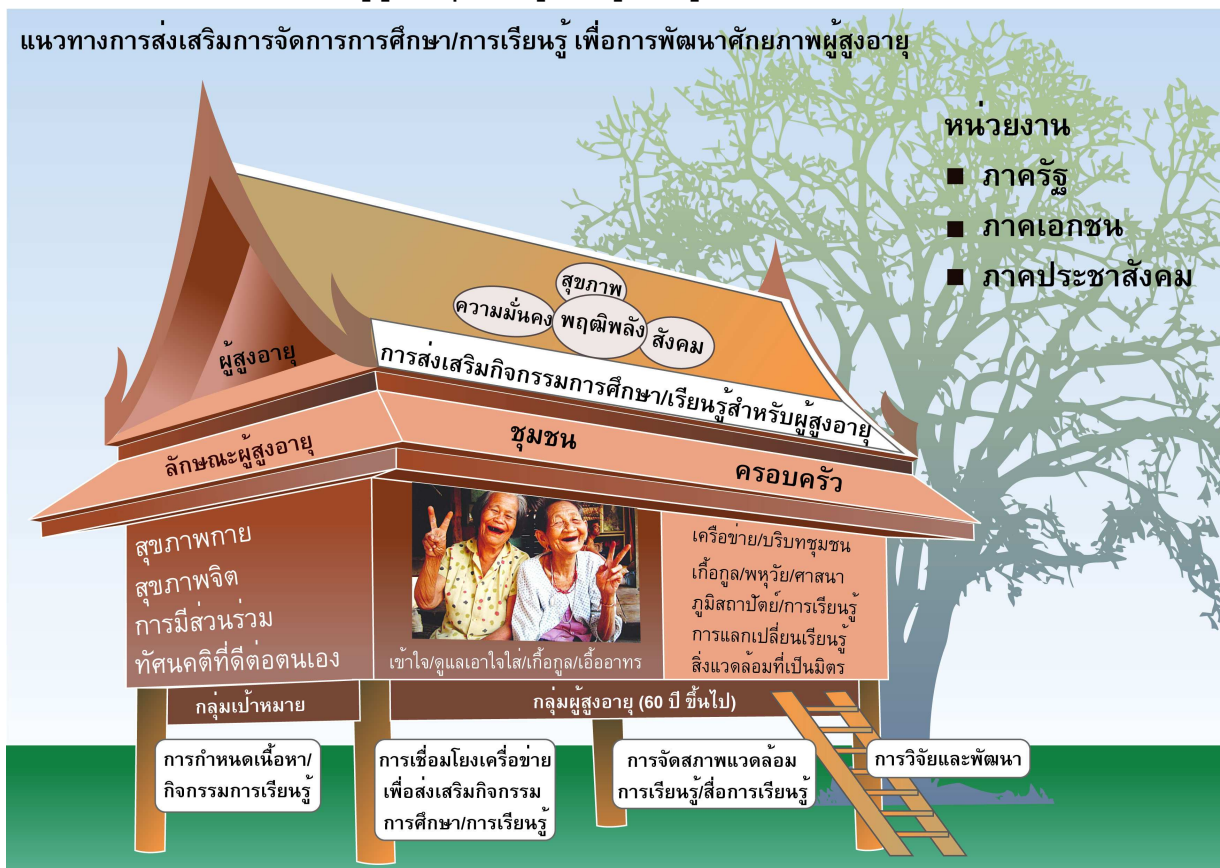 แนวทางการส่งเสริมการจัดการการศึกษา/การเรียนรู้ เพื่อการพัฒนาศักยภาพผู้สูงอายุ
หน่วยงาน
■ ภาครัฐ
■ ภาคเอกชน
■ ภาคประชาสังคม
สุขภาพ
ความมั่นคง
พฤฒิพลัง
สังคม
ผู้สูงอายุ
การส่งเสริมกิจกรรมการศึกษา/เรียนรู้สำหรับผู้สูงอายุ
ลักษณะผู้สูงอายุ
ชุมชน
ครอบครัว
สุขภาพกาย
สุขภาพจิต
การมีส่วนร่วม
ทัศนคติที่ดีต่อตนเอง
เข้าใจ/ดูแลเอาใจใส่/เกื้อกูล/เอื้ออาทร
เครือข่าย/บริบทชุมชน
เกื้อกูล/พหุวัย/ศาสนา
ภูมิสถาปัตย์/การเรียนรู้
การแลกเปลี่ยนเรียนรู้
สิ่งแวดล้อมที่เป็นมิตร
กลุ่มเป้าหมาย
กลุ่มผู้สูงอายุ (60 ปี ขึ้นไป)
การกำหนดเนื้อหา/
กิจกรรมการเรียนรู้
การเชื่อมโยงเครื่อข่าย
เพื่อส่งเสริมกิจกรรม
การศึกษา/การเรียนรู้
การจัดสภาพแวดล้อม
การเรียนรู้/สื่อการเรียนรู้
การวิจัยและพัฒนา